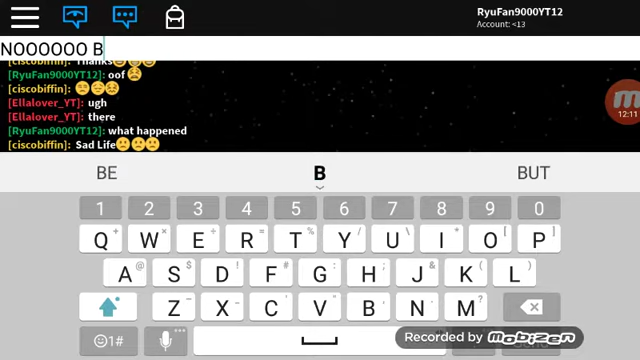 RyuFan9000YT12
Account: <13
NOOOOOO B
[ciscobiffin]: Thanks
[RyuFan9000YT12]: oof
[ciscobiffin]:
[Ellalover_YT]: ugh
[Ellalover_YT]: there
[RyuFan9000YT12]: what happened
[ciscobiffin]: Sad Life
12:11
BE B BUT
1 2 3 4 5 6 7 8 9 0
Q W E R T Y U I O P
A S D F G H J K L
Z X C V B N M
☺1#
Recorded by Mobizen